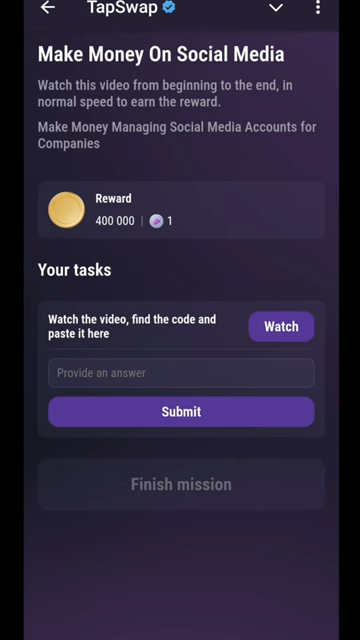 TapSwap
Make Money On Social Media
Watch this video from beginning to the end, in
normal speed to earn the reward.
Make Money Managing Social Media Accounts for
Companies
Reward
400 000 | 1
Your tasks
Watch the video, find the code and
paste it here
Watch
Provide an answer
Submit
Finish mission